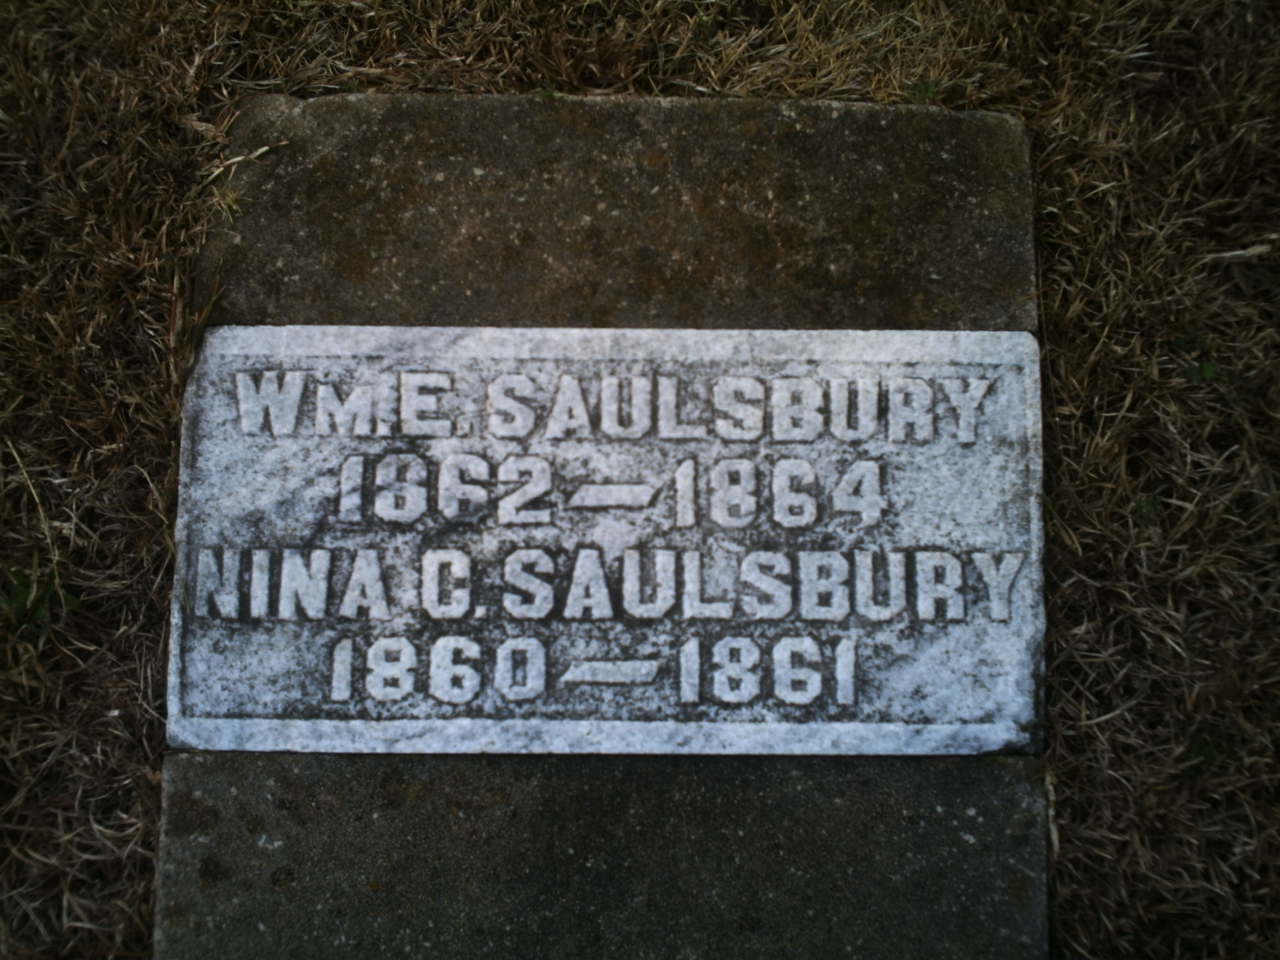 WM. E. SAULSBURY
1862 — 1864
NINA C. SAULSBURY
1860 — 1861